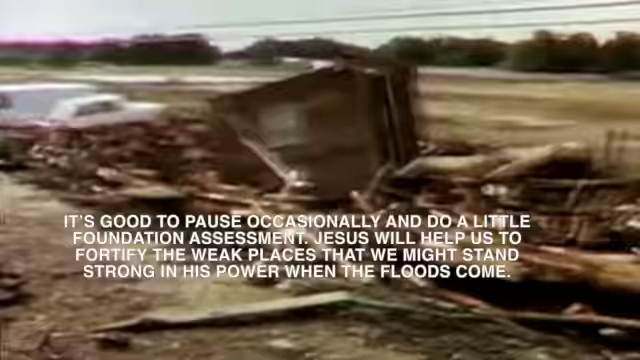 IT'S GOOD TO PAUSE OCCASIONALLY AND DO A LITTLE
FOUNDATION ASSESSMENT. JESUS WILL HELP US TO
FORTIFY THE WEAK PLACES THAT WE MIGHT STAND
STRONG IN HIS POWER WHEN THE FLOODS COME.